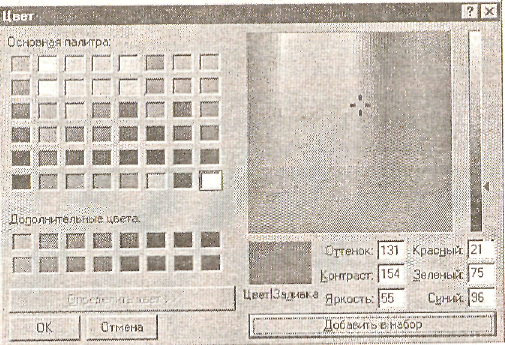 Цвет
Основная палитра:
Дополнительные цвета:
Определить цвет >>
OK
Отмена
Цвет|Заливка
Оттенок: 131
Контраст: 154
Яркость: 55
Красный: 21
Зеленый: 75
Синий: 96
Добавить в набор